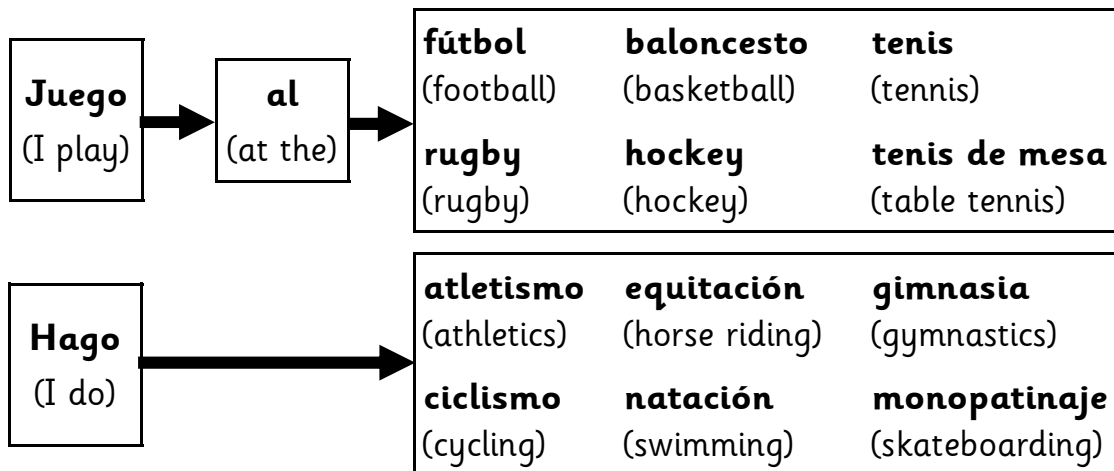 Juego
(I play)
al
(at the)
fútbol baloncesto tenis
(football) (basketball) (tennis)
rugby hockey tenis de mesa
(rugby) (hockey) (table tennis)
Hago
(I do)
atletismo equitación gimnasia
(athletics) (horse riding) (gymnastics)
ciclismo natación monopatinaje
(cycling) (swimming) (skateboarding)